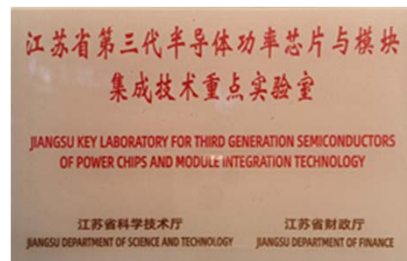 江苏省第三代半导体功率芯片与模块
集成技术重点实验室
JIANGSU KEY LABORATORY FOR THIRD GENERATION SEMICONDUCTORS
OF POWER CHIPS AND MODULE INTEGRATION TECHNOLOGY
江苏省科学技术厅 江苏省财政厅
JIANGSU DEPARTMENT OF SCIENCE AND TECHNOLOGY JIANGSU DEPARTMENT OF FINANCE